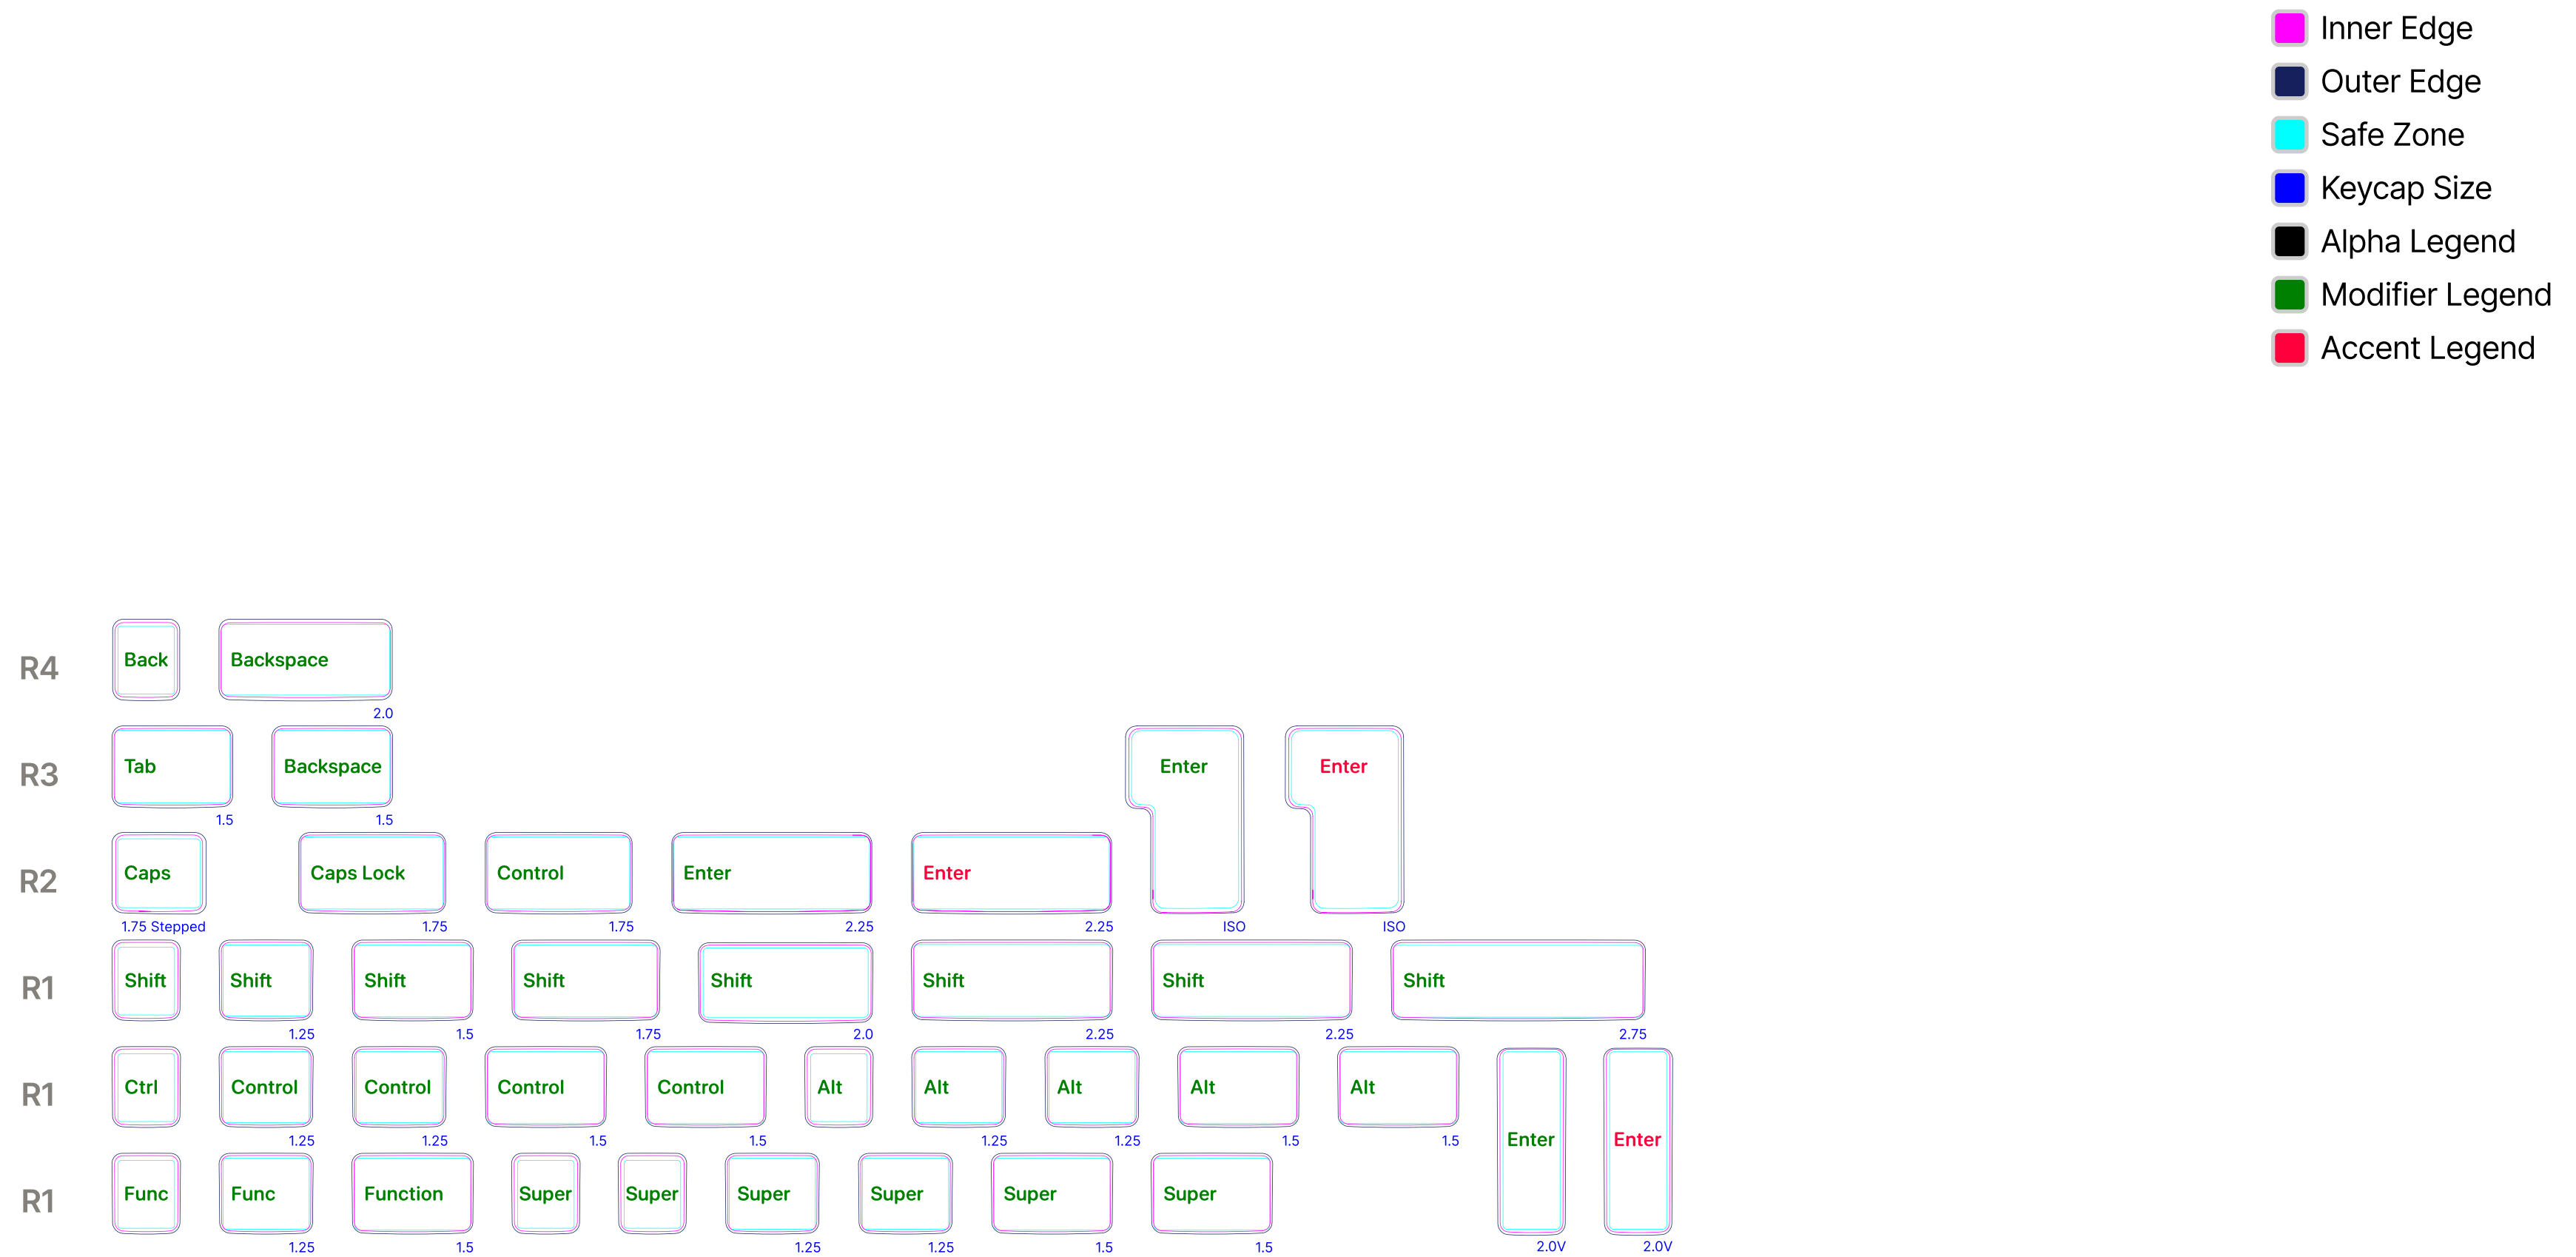 Inner Edge
Outer Edge
Safe Zone
Keycap Size
Alpha Legend
Modifier Legend
Accent Legend
R4 Back Backspace
2.0
R3 Tab Backspace Enter Enter
1.5 1.5
R2 Caps Caps Lock Control Enter Enter
1.75 Stepped 1.75 1.75 2.25 2.25 ISO ISO
R1 Shift Shift Shift Shift Shift Shift Shift Shift
1.25 1.5 1.75 2.0 2.25 2.25 2.75
R1 Ctrl Control Control Control Control Alt Alt Alt Alt Alt
1.25 1.25 1.5 1.5 1.25 1.25 1.5 1.5
Enter Enter
R1 Func Func Function Super Super Super Super Super Super
1.25 1.5 1.25 1.25 1.5 1.5 2.0V 2.0V